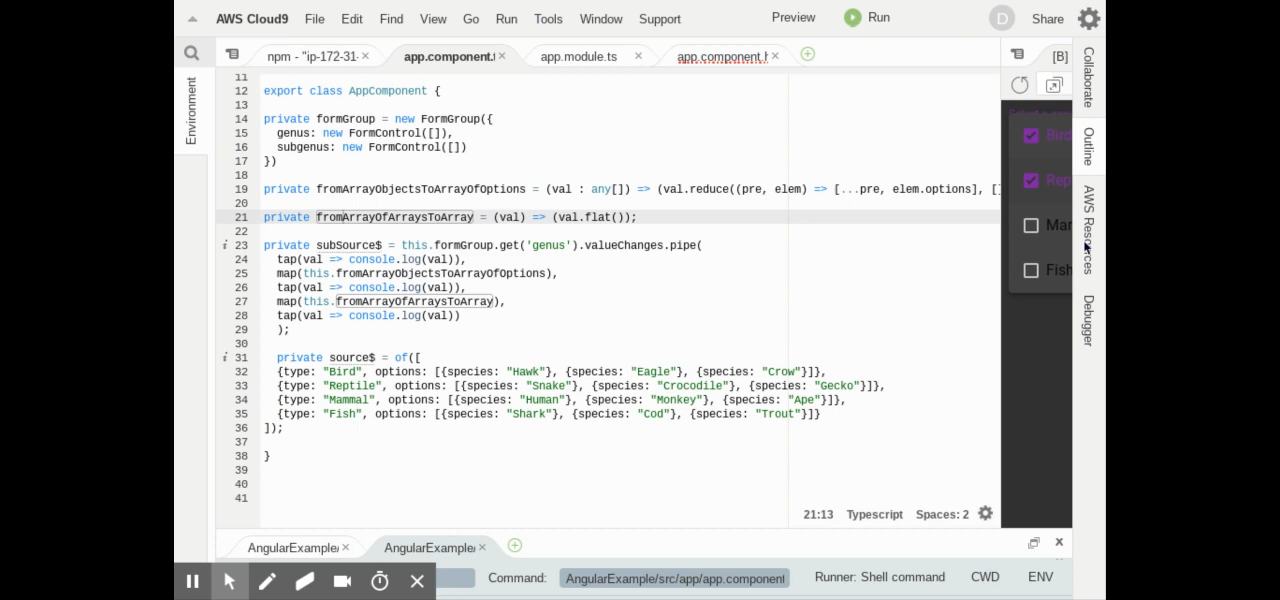 AWS Cloud9 File Edit Find View Go Run Tools Window Support Preview Run D Share
npm - "ip-172-31- app.component.t app.module.ts app.component.h [B]
Environment
11
12 export class AppComponent {
13
14 private formGroup = new FormGroup({
15 genus: new FormControl([]),
16 subgenus: new FormControl([])
17 })
18
19 private fromArrayObjectsToArrayOfOptions = (val : any[]) => (val.reduce((pre, elem) => [...pre, elem.options], [
20
21 private fromArrayOfArraysToArray = (val) => (val.flat());
22
23 private subSource$ = this.formGroup.get('genus').valueChanges.pipe(
24 tap(val => console.log(val)),
25 map(this.fromArrayObjectsToArrayOfOptions),
26 tap(val => console.log(val)),
27 map(this.fromArrayOfArraysToArray),
28 tap(val => console.log(val))
29 );
30
31 private source$ = of([
32 {type: "Bird", options: [{species: "Hawk"}, {species: "Eagle"}, {species: "Crow"}]},
33 {type: "Reptile", options: [{species: "Snake"}, {species: "Crocodile"}, {species: "Gecko"}]},
34 {type: "Mammal", options: [{species: "Human"}, {species: "Monkey"}, {species: "Ape"}]},
35 {type: "Fish", options: [{species: "Shark"}, {species: "Cod"}, {species: "Trout"}]}
36 ]);
37
38 }
39
40
41
21:13 Typescript Spaces: 2
Bird
Rep
Mar
Fish
Collaborate
Outline
AWS Resources
Debugger
AngularExample/ AngularExample/
Command: AngularExample/src/app/app.component Runner: Shell command CWD ENV